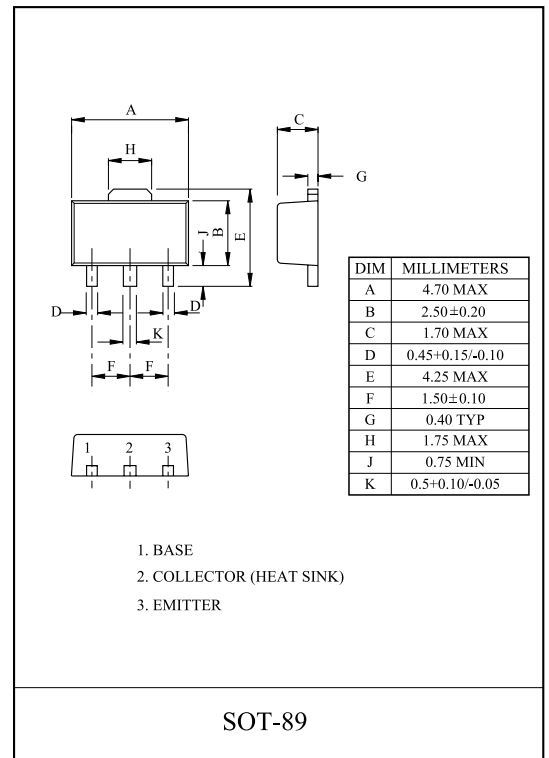 A
C
H
G
J
B
E
D
D
K
F
F
DIM MILLIMETERS
A 4.70 MAX
B 2.50±0.20
C 1.70 MAX
D 0.45+0.15/-0.10
E 4.25 MAX
F 1.50±0.10
G 0.40 TYP
H 1.75 MAX
J 0.75 MIN
K 0.5+0.10/-0.05
1 2 3
1. BASE
2. COLLECTOR (HEAT SINK)
3. EMITTER
SOT-89